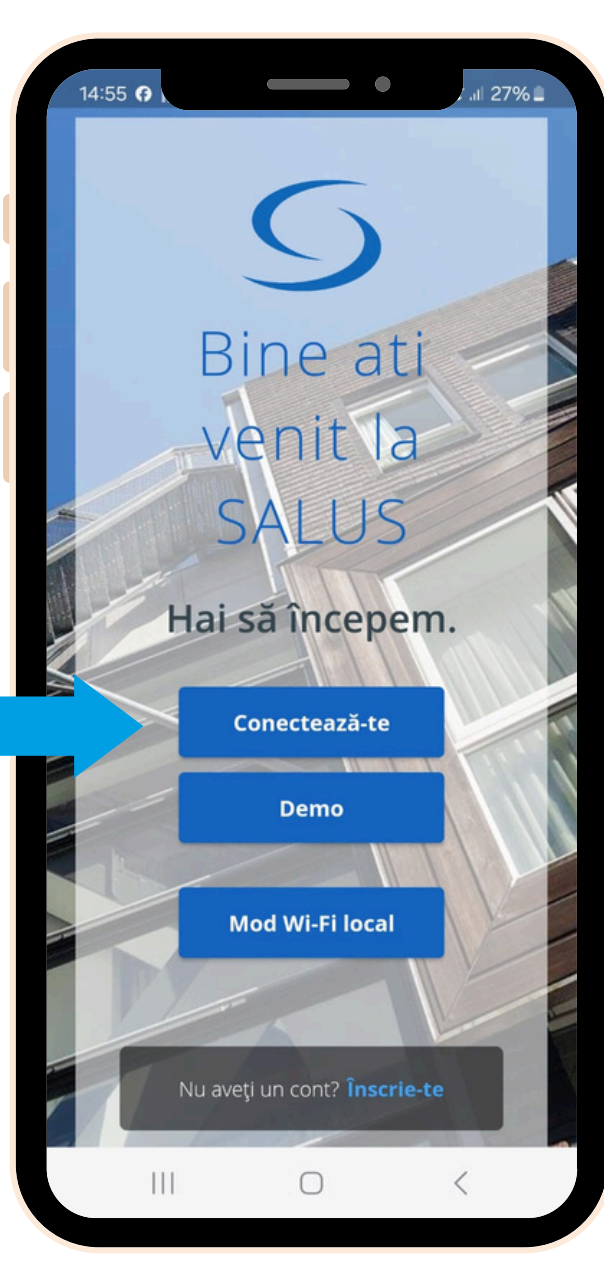 14:55
27%
Bine ati
venit la
SALUS
Hai să începem.
Conectează-te
Demo
Mod Wi-Fi local
Nu aveţi un cont? Înscrie-te